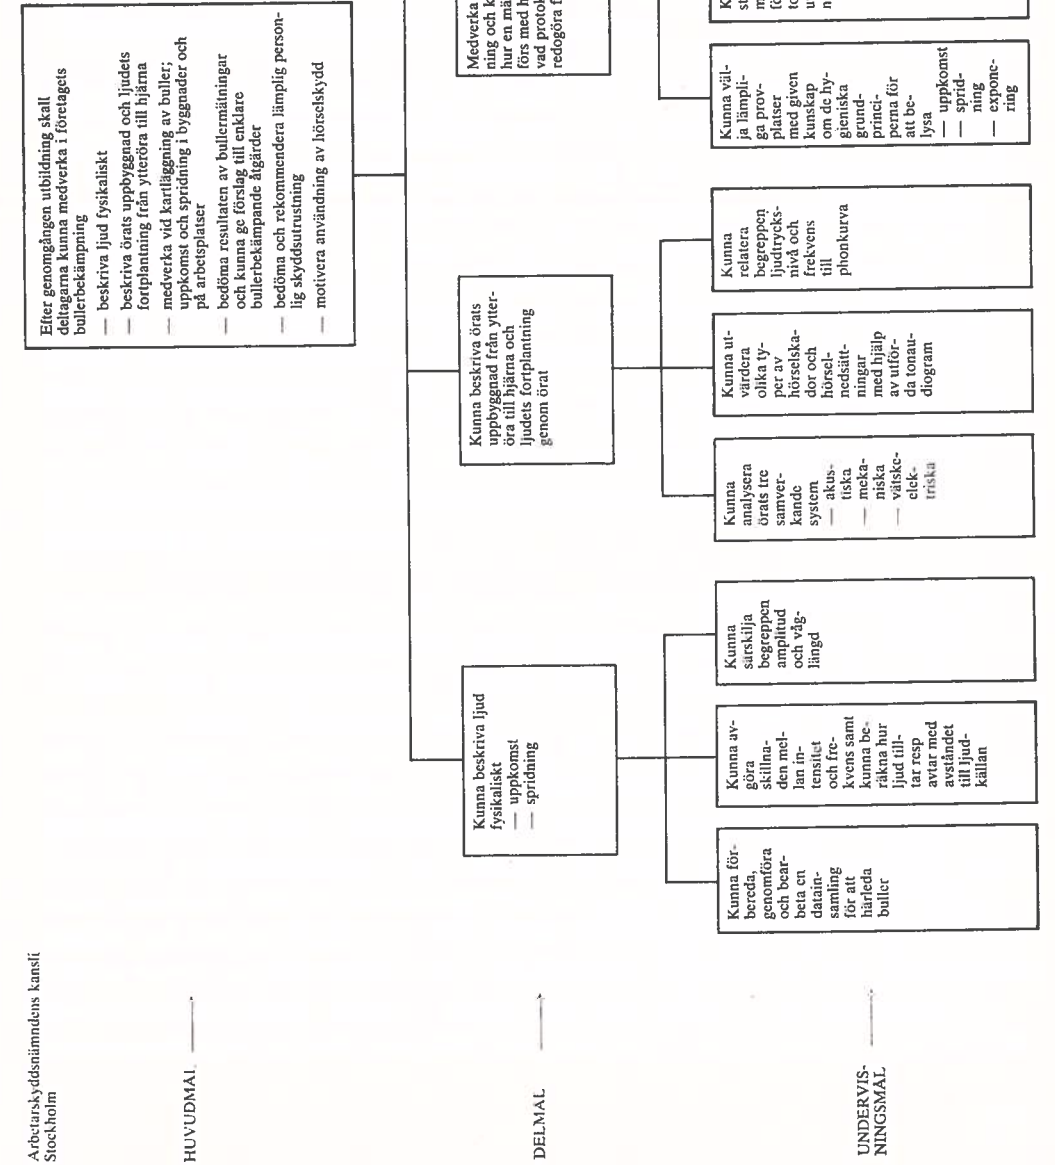 Arbetarskyddsnämndens kansli
Stockholm
HUVUDMÅL
Efter genomgången utbildning skall
deltagarna kunna medverka i företagets
bullerbekämpning
— beskriva ljud fysikaliskt
— beskriva örats uppbyggnad och ljudets
fortplantning från ytteröra till hjärna
— medverka vid kartläggning av buller;
uppkomst och spridning i byggnader och
på arbetsplatser
— bedöma resultaten av bullermätningar
och kunna ge förslag till enklare
bullerbekämpande åtgärder
— bedöma och rekommendera lämplig person-
lig skyddsutrustning
— motivera användning av hörselskydd
DELMÅL
Kunna beskriva ljud
fysikaliskt
— uppkomst
— spridning
Kunna beskriva örats
uppbyggnad från ytter-
öra till hjärna och
ljudets fortplantning
genom örat
Medverka
ning och k
hur en mä
förs med h
vad protok
redogöra f
UNDERVIS-
NINGSMÅL
Kunna för-
bereda,
genomföra
och bear-
beta en
datain-
samling
för att
härleda
buller
Kunna av-
göra
skillna-
den mel-
lan in-
tensitet
och fre-
kvens samt
kunna be-
räkna hur
ljud till-
tar resp
avtar med
avståndet
till ljud-
källan
Kunna
särskilja
begreppen
amplitud
och våg-
längd
Kunna
analysera
örats tre
samver-
kande
system
— akus-
tiska
— meka-
niska
— vätske-
elek-
triska
Kunna ut-
värdera
olika ty-
per av
hörselska-
dor och
hörsel-
nedsätt-
ningar
med hjälp
av utför-
da tonau-
diogram
Kunna
relatera
begreppen
ljudtrycks-
nivå och
frekvens
till
phonkurva
Kunna väl-
ja lämpli-
ga prov-
platser
med given
kunskap
om de hy-
gieniska
grund-
princi-
perna för
att be-
lysa
— uppkomst
— sprid-
ning
— expone-
ring